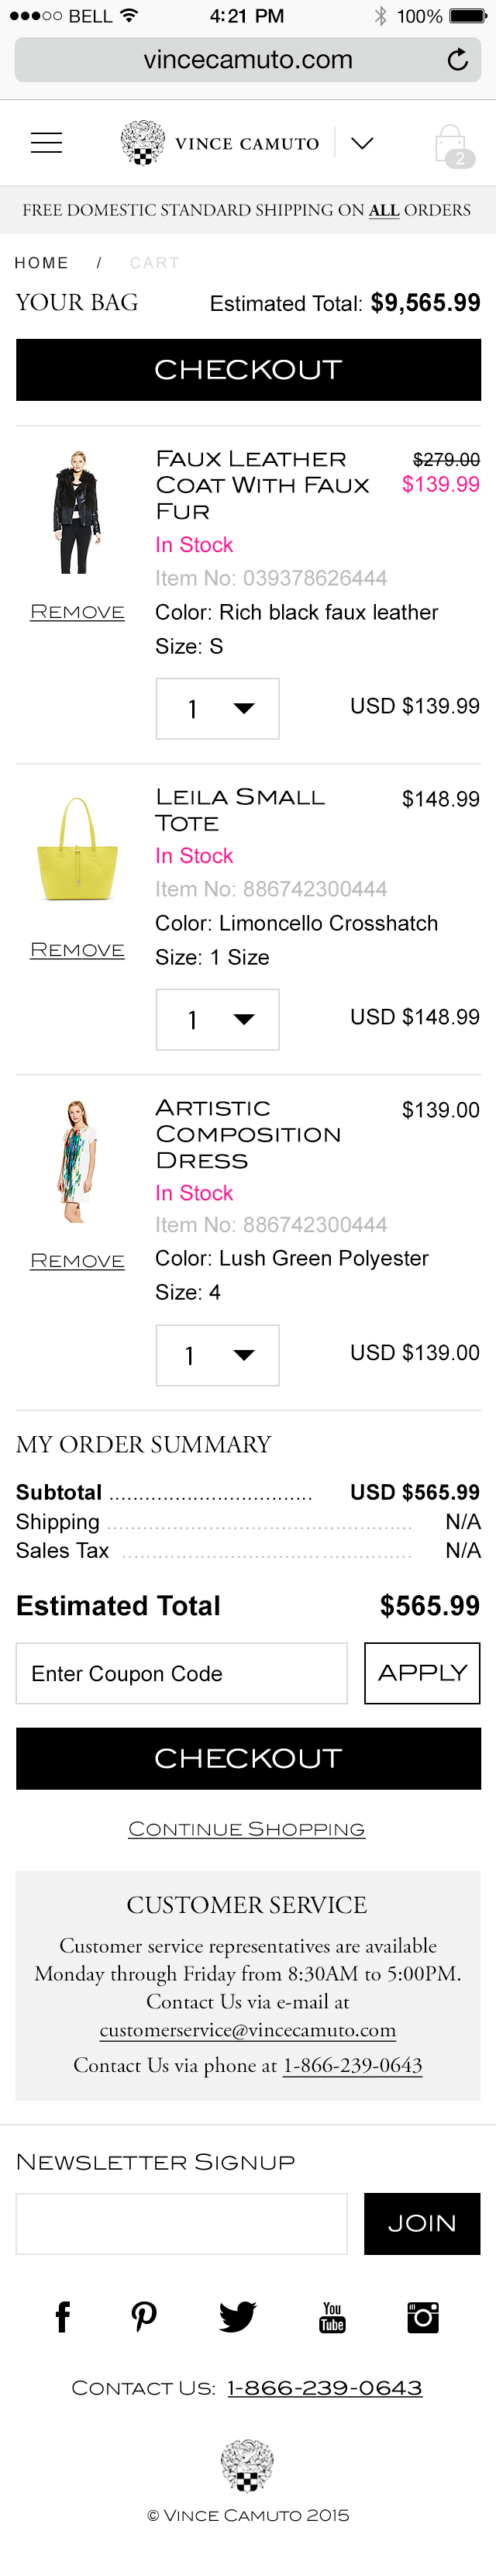 BELL 4:21 PM 100%
vincecamuto.com
VINCE CAMUTO 2
FREE DOMESTIC STANDARD SHIPPING ON ALL ORDERS
HOME / CART
YOUR BAG Estimated Total: $9,565.99
CHECKOUT
FAUX LEATHER $279.00
COAT WITH FAUX $139.99
FUR
In Stock
Item No: 039378626444
REMOVE Color: Rich black faux leather
Size: S
1 USD $139.99
LEILA SMALL $148.99
TOTE
In Stock
Item No: 886742300444
Color: Limoncello Crosshatch
REMOVE Size: 1 Size
1 USD $148.99
ARTISTIC $139.00
COMPOSITION
DRESS
In Stock
Item No: 886742300444
REMOVE Color: Lush Green Polyester
Size: 4
1 USD $139.00
MY ORDER SUMMARY
Subtotal .................................. USD $565.99
Shipping .................................................... N/A
Sales Tax .................................................. N/A
Estimated Total $565.99
Enter Coupon Code APPLY
CHECKOUT
CONTINUE SHOPPING
CUSTOMER SERVICE
Customer service representatives are available
Monday through Friday from 8:30AM to 5:00PM.
Contact Us via e-mail at
customerservice@vincecamuto.com
Contact Us via phone at 1-866-239-0643
NEWSLETTER SIGNUP
JOIN
You
Tube
CONTACT US: 1-866-239-0643
© VINCE CAMUTO 2015